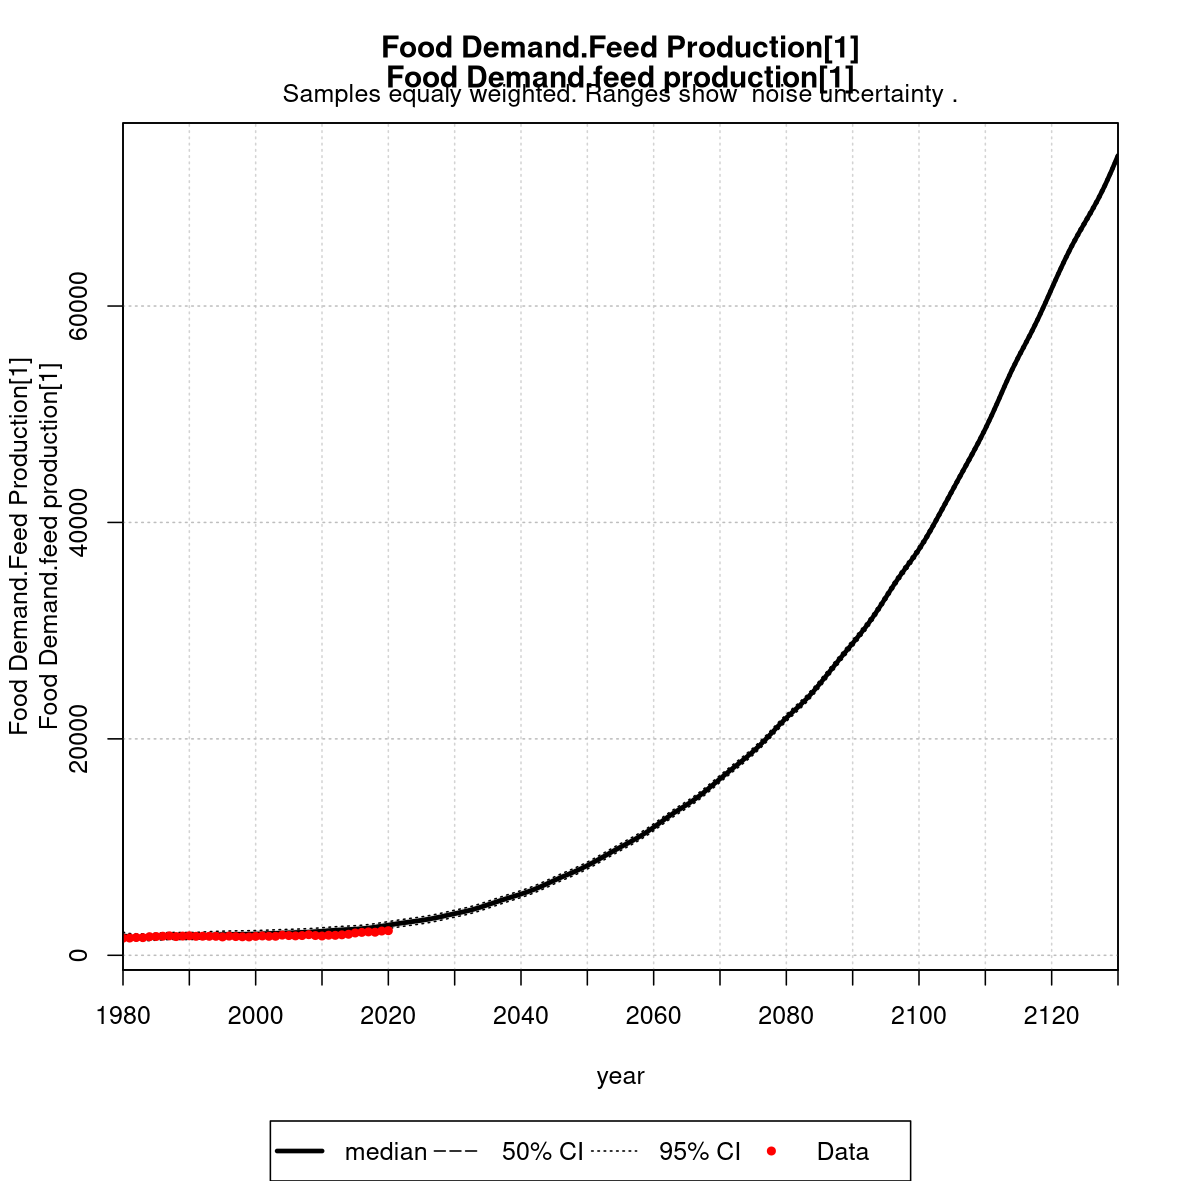 Food Demand.Feed Production[1]
Food Demand.feed production[1]
Samples equaly weighted. Ranges show  noise uncertainty .
Food Demand.Feed Production[1]
Food Demand.feed production[1]
60000
40000
20000
0
1980 2000 2020 2040 2060 2080 2100 2120
year
median 50% CI 95% CI Data